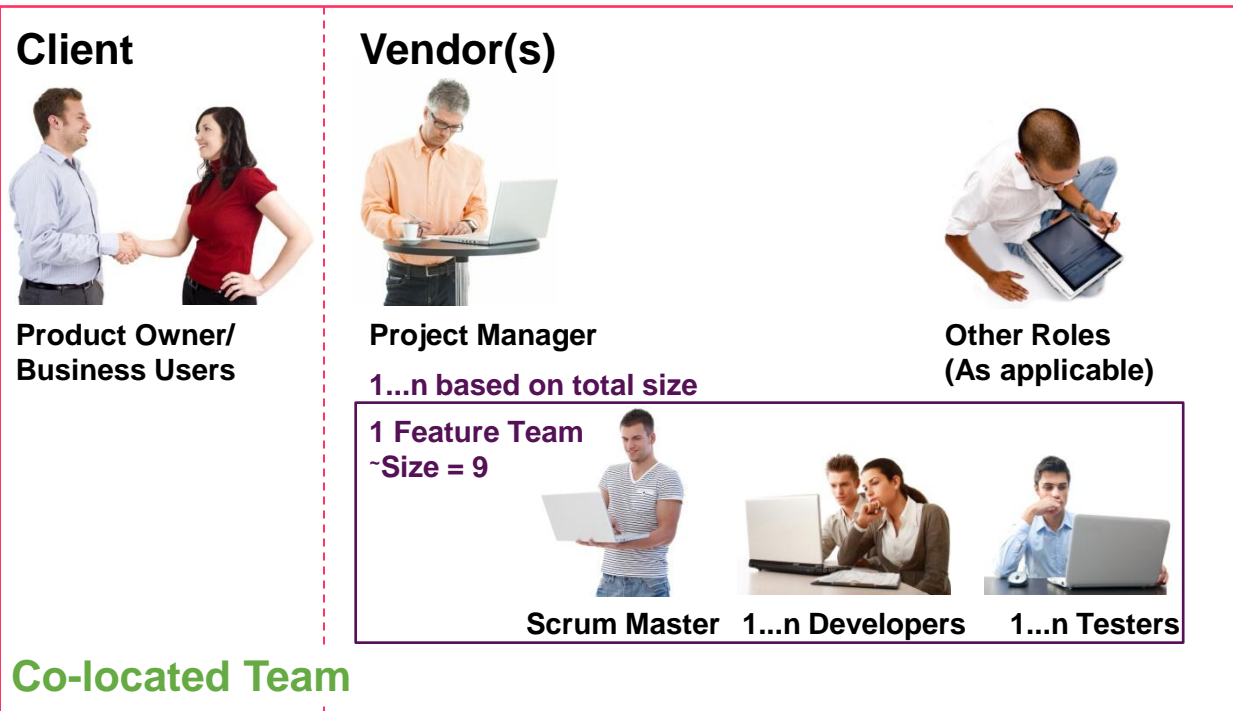 Client
Vendor(s)
Product Owner/
Business Users
Project Manager
Other Roles
(As applicable)
1...n based on total size
1 Feature Team
~Size = 9
Scrum Master
1...n Developers
1...n Testers
Co-located Team